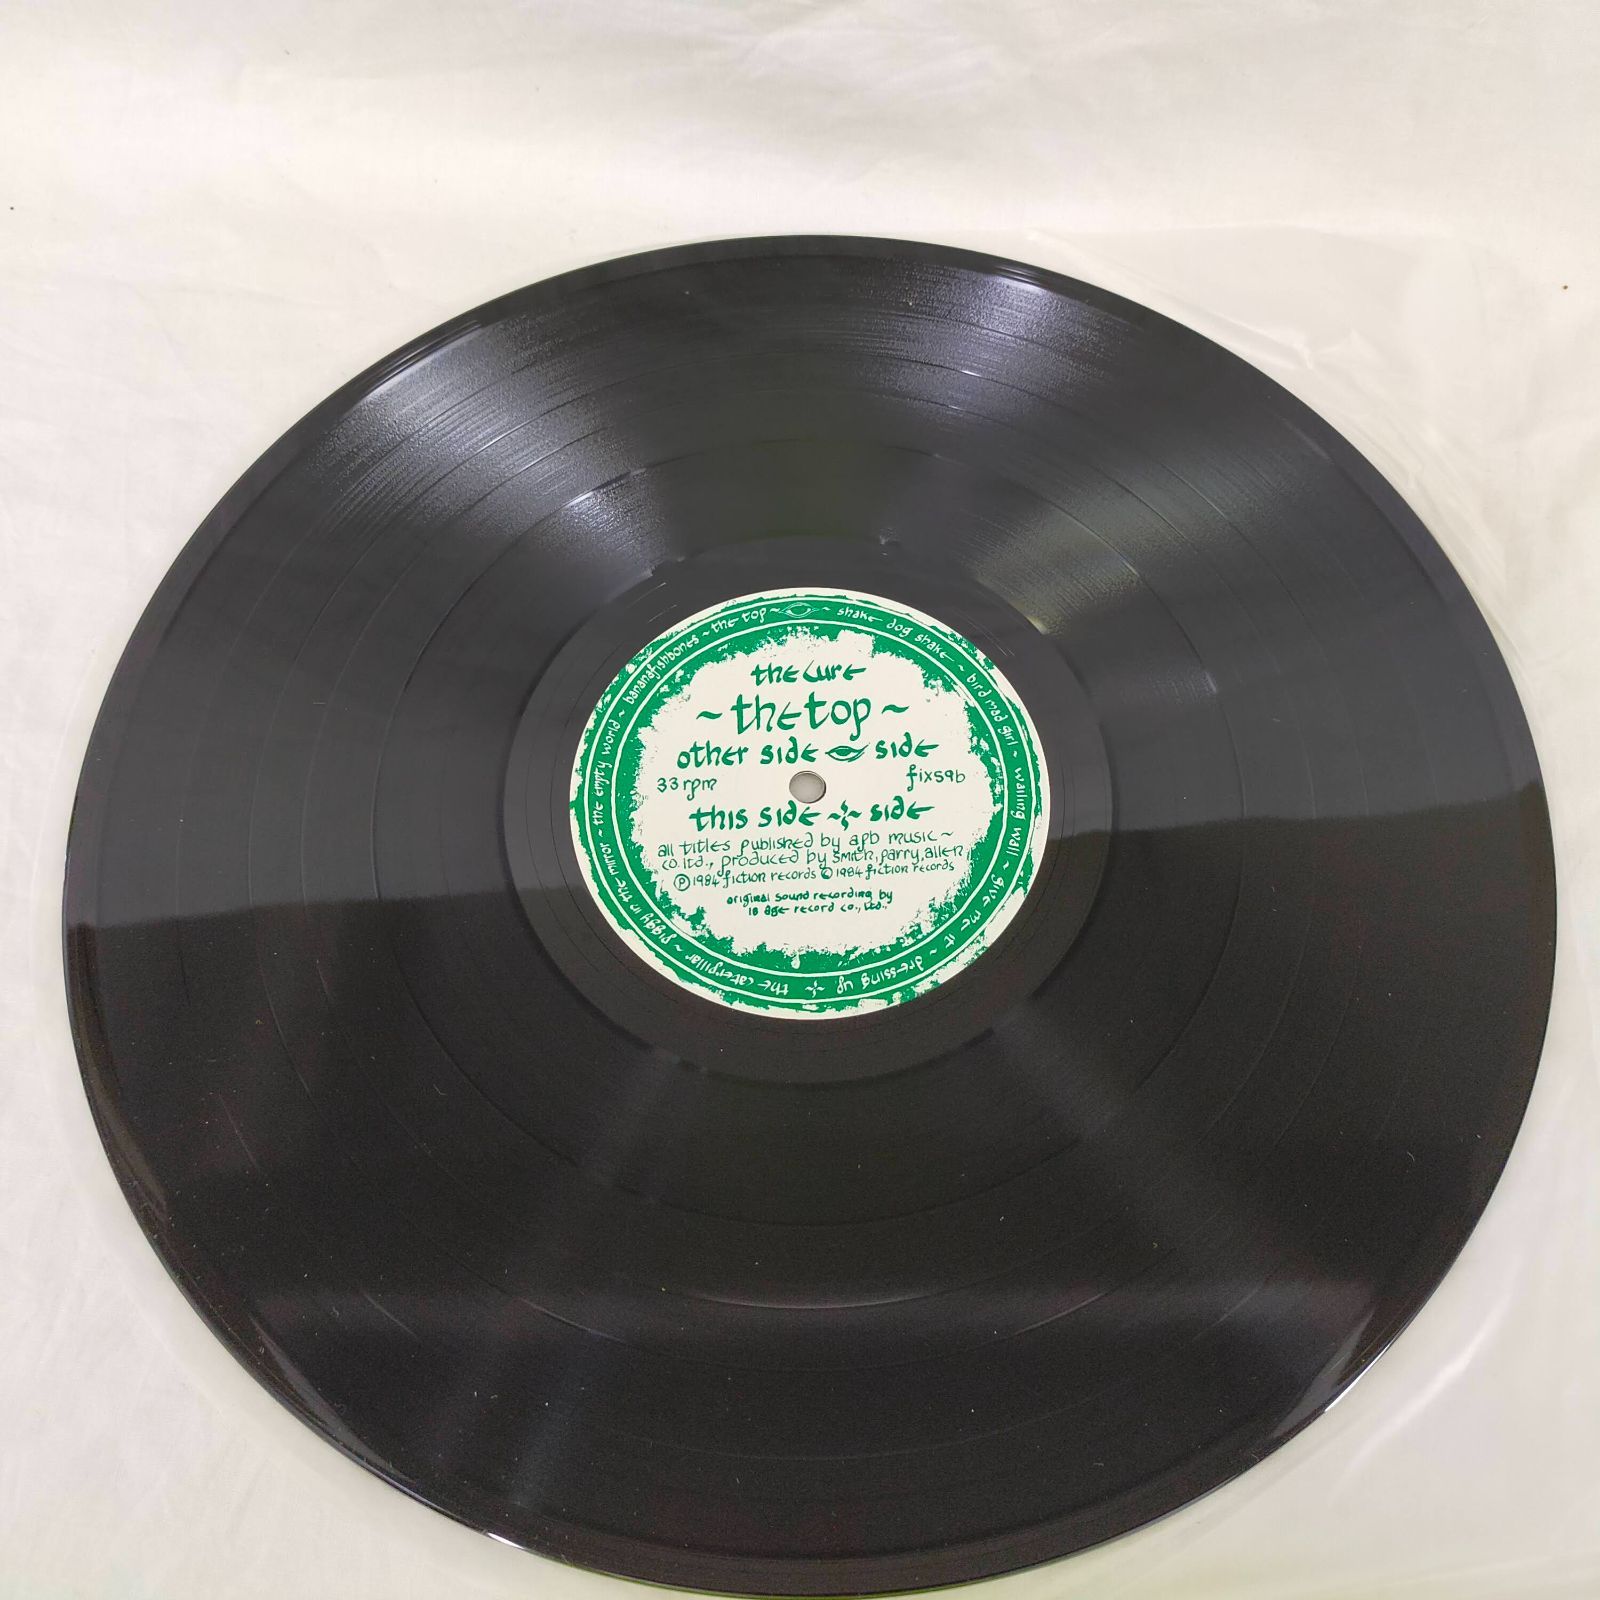 the cure
~ the top ~
other side side
33 rpm fixs9b
this side ~ ~ side
all titles published by apb music ~
co. ltd., produced by smith, parry, allen
℗ 1984 fiction records © 1984 fiction records
original sound recording by
18 age record co., ltd.
~ shake dog shake ~ bird mad girl ~ wailing wall ~ give me it ~ dressing up ~ ~ the caterpillar ~ piggy in the mirror ~ the empty world ~ bananafishbones ~ the top ~